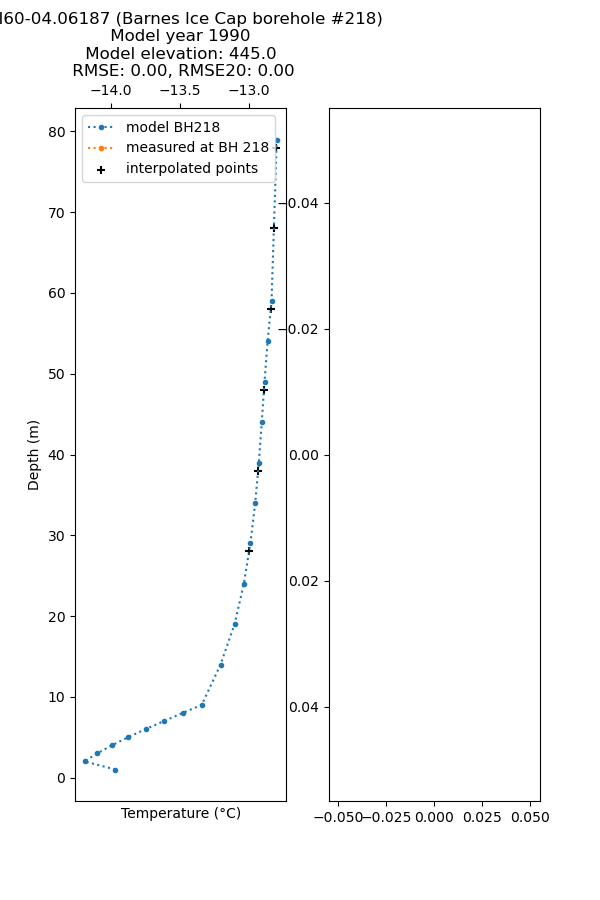 l60-04.06187 (Barnes Ice Cap borehole #218)
Model year 1990
Model elevation: 445.0
RMSE: 0.00, RMSE20: 0.00
−14.0 −13.5 −13.0
model BH218
measured at BH 218
interpolated points
80
70
60
50
40
30
20
10
0
Depth (m)
Temperature (°C)
−0.04
−0.02
0.00
0.02
0.04
−0.050 −0.025 0.000 0.025 0.050